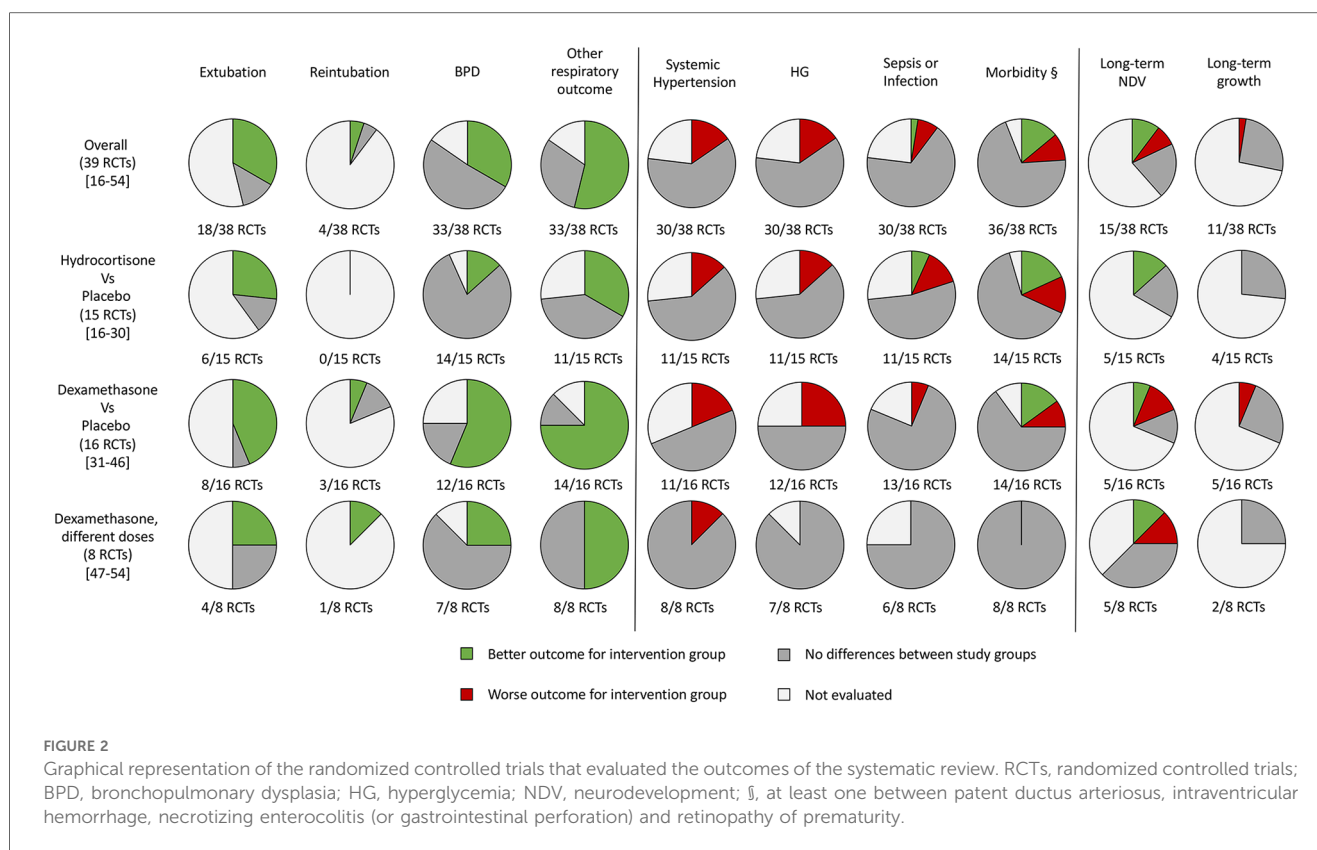 Extubation
Reintubation
BPD
Other
respiratory
outcome
Systemic
Hypertension
HG
Sepsis or
Infection
Morbidity §
Long-term
NDV
Long-term
growth
Overall
(39 RCTs)
[16-54]
18/38 RCTs
4/38 RCTs
33/38 RCTs
33/38 RCTs
30/38 RCTs
30/38 RCTs
30/38 RCTs
36/38 RCTs
15/38 RCTs
11/38 RCTs
Hydrocortisone
Vs
Placebo
(15 RCTs)
[16-30]
6/15 RCTs
0/15 RCTs
14/15 RCTs
11/15 RCTs
11/15 RCTs
11/15 RCTs
11/15 RCTs
14/15 RCTs
5/15 RCTs
4/15 RCTs
Dexamethasone
Vs
Placebo
(16 RCTs)
[31-46]
8/16 RCTs
3/16 RCTs
12/16 RCTs
14/16 RCTs
11/16 RCTs
12/16 RCTs
13/16 RCTs
14/16 RCTs
5/16 RCTs
5/16 RCTs
Dexamethasone,
different doses
(8 RCTs)
[47-54]
4/8 RCTs
1/8 RCTs
7/8 RCTs
8/8 RCTs
8/8 RCTs
7/8 RCTs
6/8 RCTs
8/8 RCTs
5/8 RCTs
2/8 RCTs
Better outcome for intervention group
No differences between study groups
Worse outcome for intervention group
Not evaluated
FIGURE 2
Graphical representation of the randomized controlled trials that evaluated the outcomes of the systematic review. RCTs, randomized controlled trials;
BPD, bronchopulmonary dysplasia; HG, hyperglycemia; NDV, neurodevelopment; §, at least one between patent ductus arteriosus, intraventricular
hemorrhage, necrotizing enterocolitis (or gastrointestinal perforation) and retinopathy of prematurity.